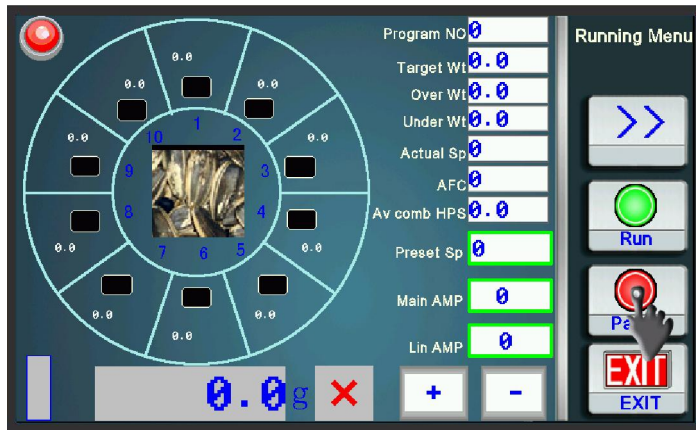 Running Menu
Program NO 0
Target Wt 0.0
Over Wt 0.0
Under Wt 0.0
Actual Sp 0
AFC 0
Av comb HPS 0.0
Preset Sp 0
Main AMP 0
Lin AMP 0
0.0
0.0
0.0
0.0
0.0
0.0
0.0
0.0
0.0
0.0
1
2
3
4
5
6
7
8
9
10
0.0g
×
+
-
>>
Run
EXIT
EXIT